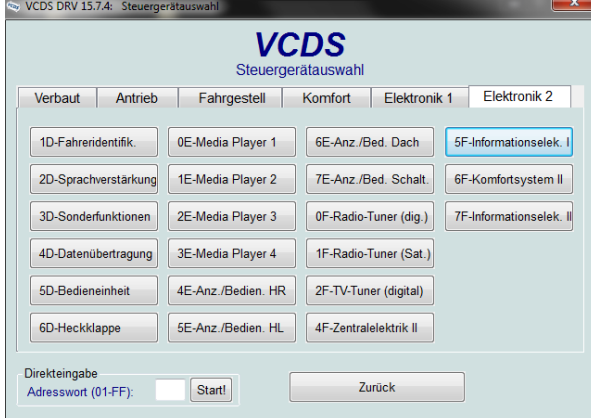 VCDS DRV 15.7.4: Steuergerätauswahl
VCDS
Steuergerätauswahl
Verbaut Antrieb Fahrgestell Komfort Elektronik 1 Elektronik 2
1D-Fahreridentifik. 0E-Media Player 1 6E-Anz./Bed. Dach 5F-Informationselek. I
2D-Sprachverstärkung 1E-Media Player 2 7E-Anz./Bed. Schalt. 6F-Komfortsystem II
3D-Sonderfunktionen 2E-Media Player 3 0F-Radio-Tuner (dig.) 7F-Informationselek. II
4D-Datenübertragung 3E-Media Player 4 1F-Radio-Tuner (Sat.)
5D-Bedieneinheit 4E-Anz./Bedien. HR 2F-TV-Tuner (digital)
6D-Heckklappe 5E-Anz./Bedien. HL 4F-Zentralelektrik II
Direkteingabe
Adresswort (01-FF): Start! Zurück